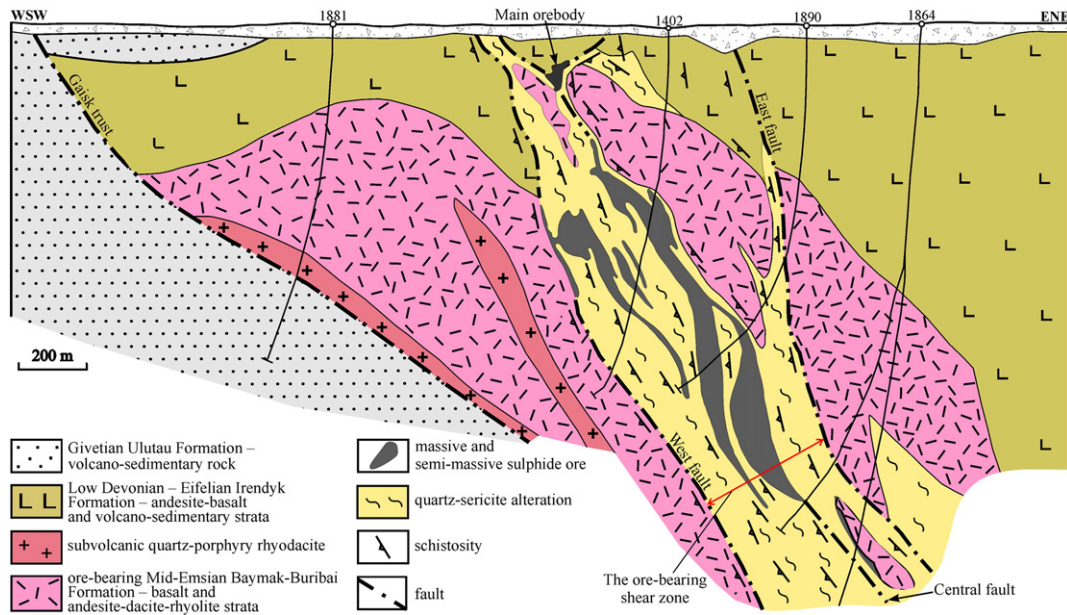 WSW
1881
Main orebody
1402
1890
1864
ENE
Gaisk trust
East fault
200 m
West fault
The ore-bearing
shear zone
Central fault
Givetian Ulutau Formation –
volcano-sedimentary rock
Low Devonian – Eifelian Irendyk
Formation – andesite-basalt
and volcano-sedimentary strata
subvolcanic quartz-porphyry rhyodacite
ore-bearing Mid-Emsian Baymak-Buribai
Formation – basalt and
andesite-dacite-rhyolite strata
massive and
semi-massive sulphide ore
quartz-sericite alteration
schistosity
fault